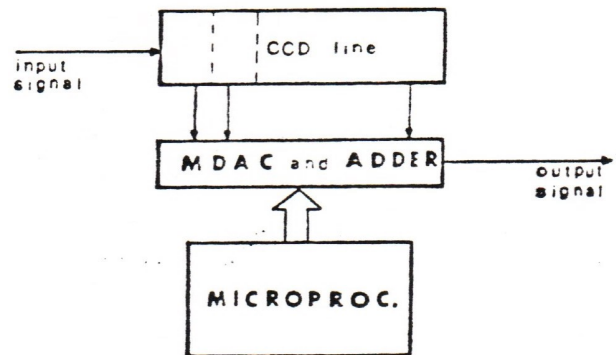 CCD line
input
signal
MDAC and ADDER
output
signal
MICROPROC.